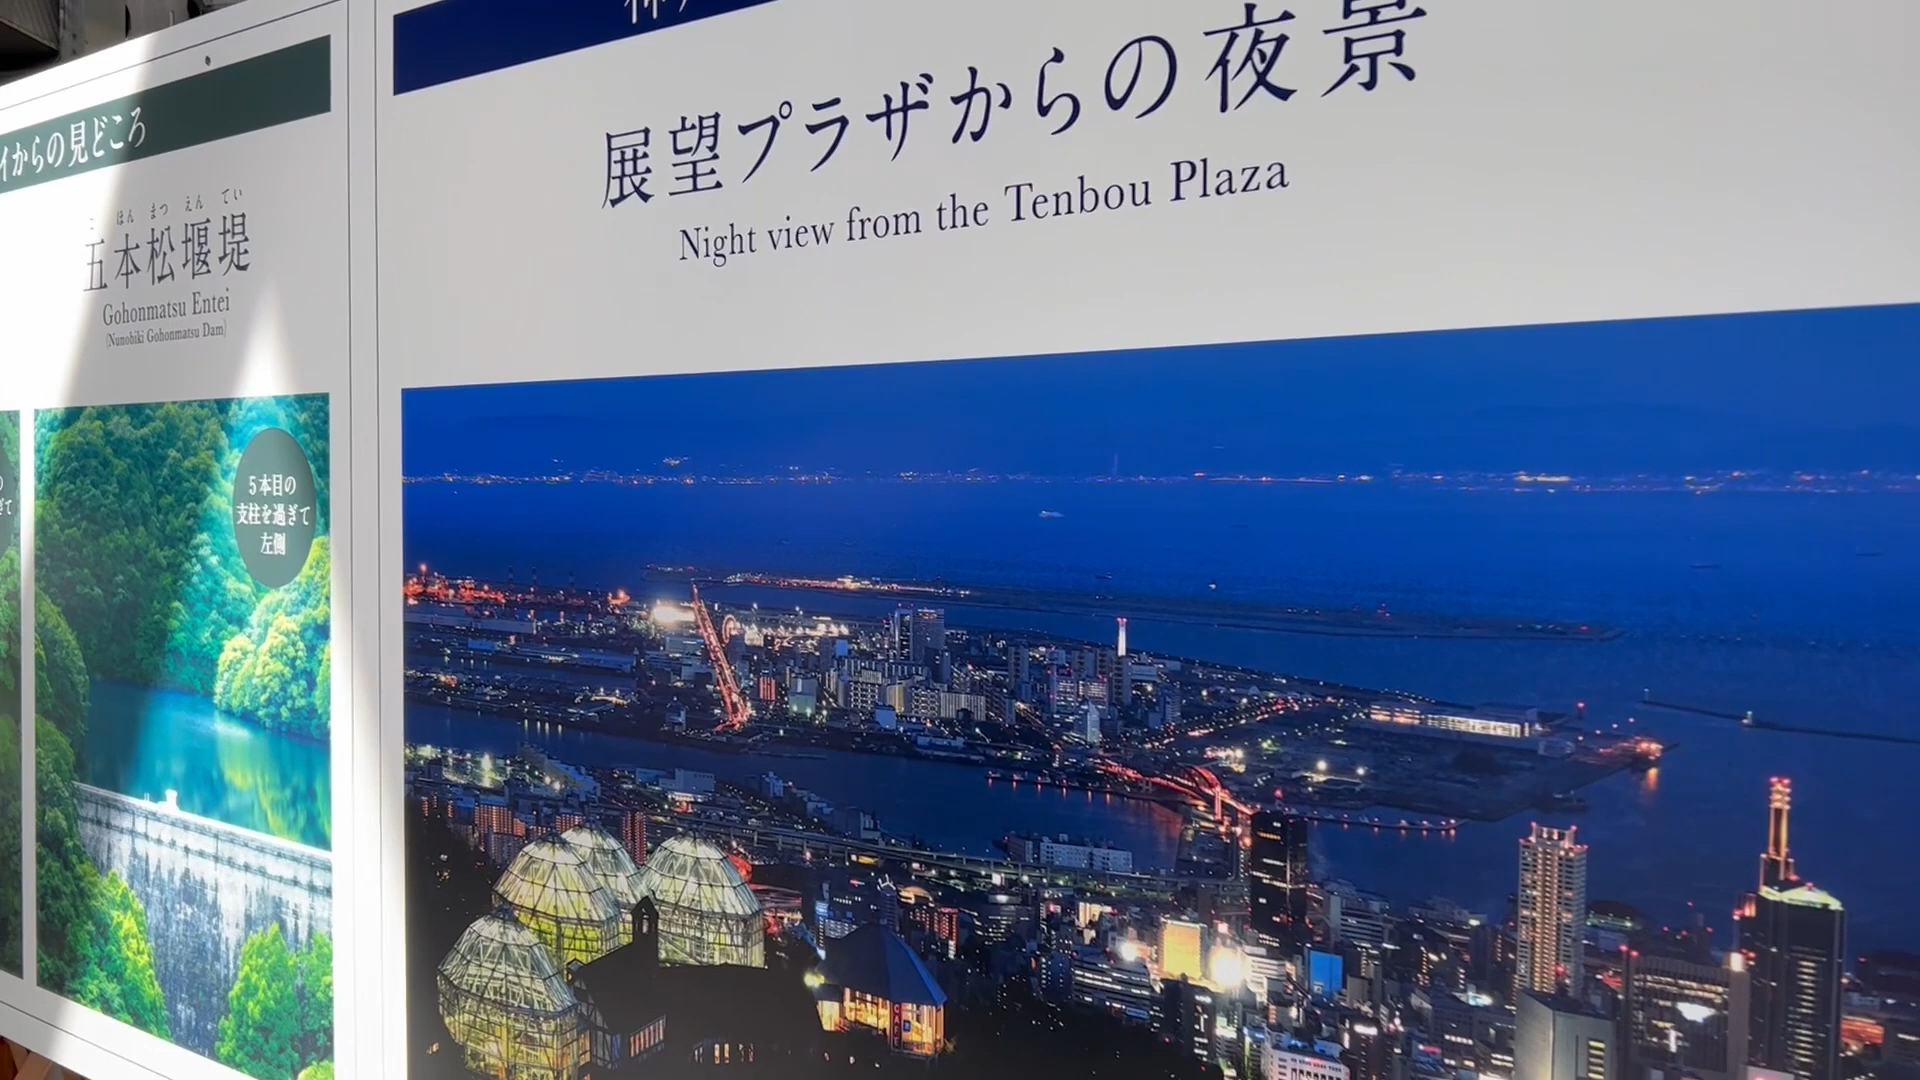 イからの見どころ
ごほんまつえんてい
五本松堰堤
Gohonmatsu Entei
(Nunobiki Gohonmatsu Dam)
5本目の
支柱を過ぎて
左側
展望プラザからの夜景
Night view from the Tenbou Plaza
CAFE